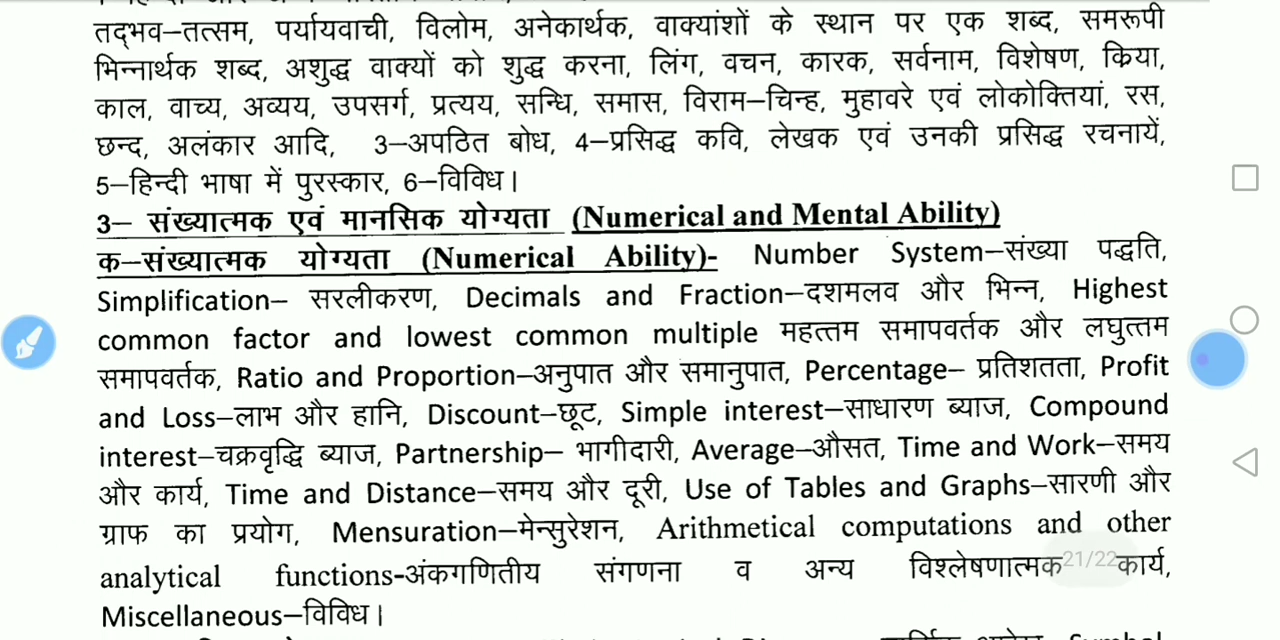 तद्भव–तत्सम, पर्यायवाची, विलोम, अनेकार्थक, वाक्यांशों के स्थान पर एक शब्द, समरूपी
भिन्नार्थक शब्द, अशुद्ध वाक्यों को शुद्ध करना, लिंग, वचन, कारक, सर्वनाम, विशेषण, क्रिया,
काल, वाच्य, अव्यय, उपसर्ग, प्रत्यय, सन्धि, समास, विराम–चिन्ह, मुहावरे एवं लोकोक्तियां, रस,
छन्द, अलंकार आदि, 3–अपठित बोध, 4–प्रसिद्ध कवि, लेखक एवं उनकी प्रसिद्ध रचनायें,
5–हिन्दी भाषा में पुरस्कार, 6–विविध।
3– संख्यात्मक एवं मानसिक योग्यता (Numerical and Mental Ability)
क–संख्यात्मक योग्यता (Numerical Ability)- Number System–संख्या पद्धति,
Simplification– सरलीकरण, Decimals and Fraction–दशमलव और भिन्न, Highest
common factor and lowest common multiple महत्तम समापवर्तक और लघुत्तम
समापवर्तक, Ratio and Proportion–अनुपात और समानुपात, Percentage– प्रतिशतता, Profit
and Loss–लाभ और हानि, Discount–छूट, Simple interest–साधारण ब्याज, Compound
interest–चक्रवृद्धि ब्याज, Partnership– भागीदारी, Average–औसत, Time and Work–समय
और कार्य, Time and Distance–समय और दूरी, Use of Tables and Graphs–सारणी और
ग्राफ का प्रयोग, Mensuration–मेन्सुरेशन, Arithmetical computations and other
analytical functions-अंकगणितीय संगणना व अन्य विश्लेषणात्मक कार्य,
21/22
Miscellaneous–विविध।